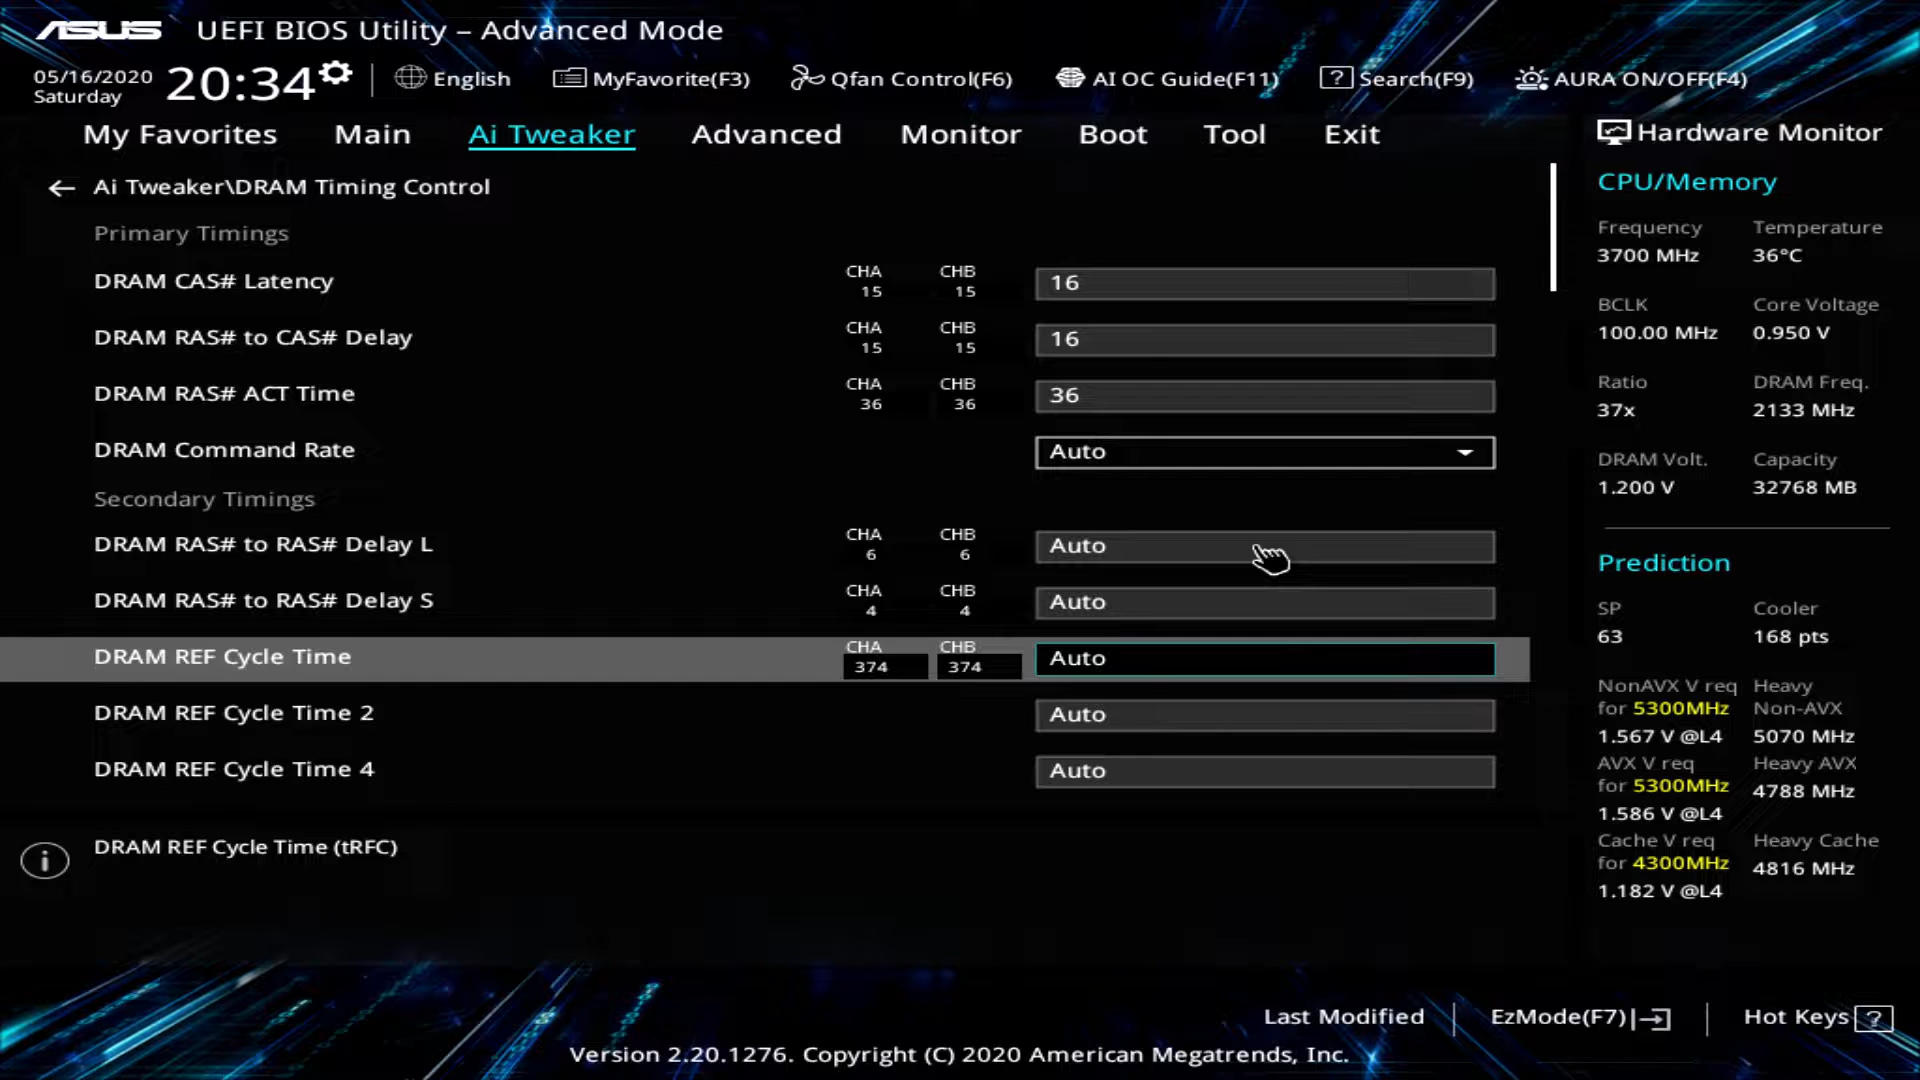 ASUS UEFI BIOS Utility – Advanced Mode
05/16/2020 Saturday 20:34 English MyFavorite(F3) Qfan Control(F6) AI OC Guide(F11) Search(F9) AURA ON/OFF(F4)
My Favorites Main Ai Tweaker Advanced Monitor Boot Tool Exit
Ai Tweaker\DRAM Timing Control
Primary Timings
DRAM CAS# Latency CHA 15 CHB 15 16
DRAM RAS# to CAS# Delay CHA 15 CHB 15 16
DRAM RAS# ACT Time CHA 36 CHB 36 36
DRAM Command Rate Auto
Secondary Timings
DRAM RAS# to RAS# Delay L CHA 6 CHB 6 Auto
DRAM RAS# to RAS# Delay S CHA 4 CHB 4 Auto
DRAM REF Cycle Time CHA 374 CHB 374 Auto
DRAM REF Cycle Time 2 Auto
DRAM REF Cycle Time 4 Auto
DRAM REF Cycle Time (tRFC)
Hardware Monitor
CPU/Memory
Frequency Temperature
3700 MHz 36°C
BCLK Core Voltage
100.00 MHz 0.950 V
Ratio DRAM Freq.
37x 2133 MHz
DRAM Volt. Capacity
1.200 V 32768 MB
Prediction
SP Cooler
63 168 pts
NonAVX V req Heavy
for 5300MHz Non-AVX
1.567 V @L4 5070 MHz
AVX V req Heavy AVX
for 5300MHz 4788 MHz
1.586 V @L4
Cache V req Heavy Cache
for 4300MHz 4816 MHz
1.182 V @L4
Last Modified EzMode(F7) Hot Keys ?
Version 2.20.1276. Copyright (C) 2020 American Megatrends, Inc.